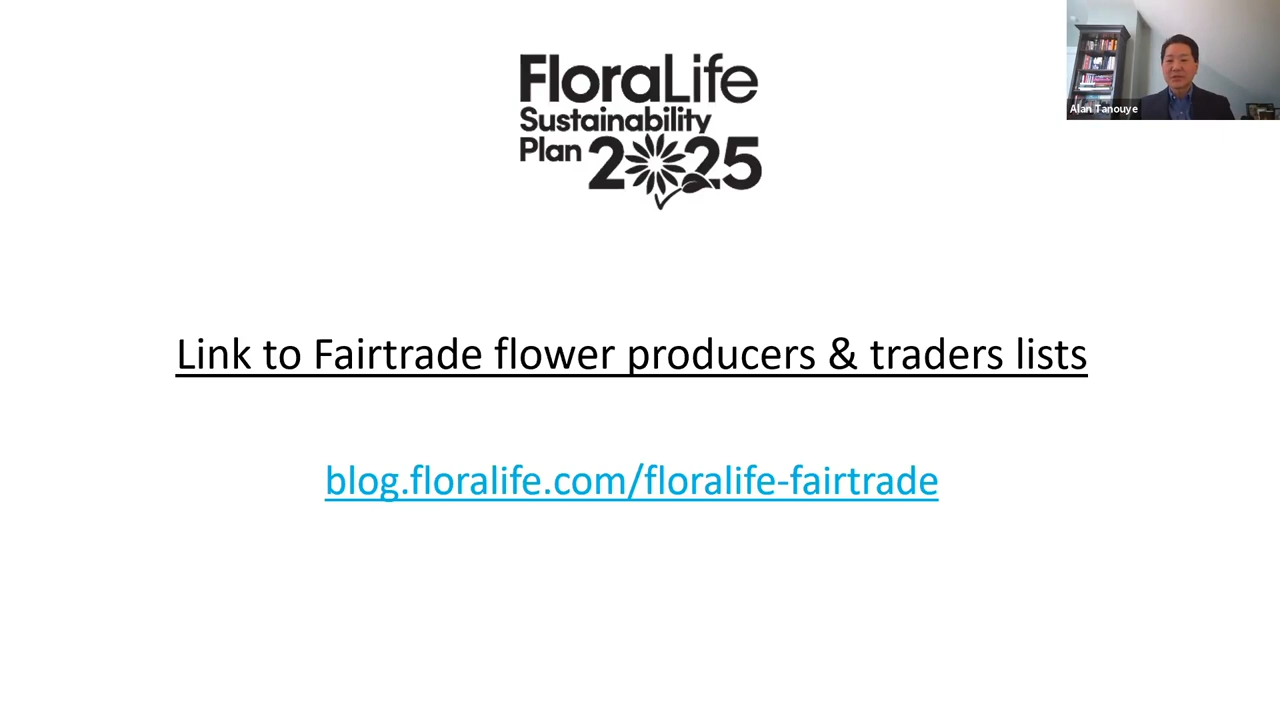 FloraLife
Sustainability
Plan 2025
Alan Tanouye
Link to Fairtrade flower producers & traders lists
blog.floralife.com/floralife-fairtrade